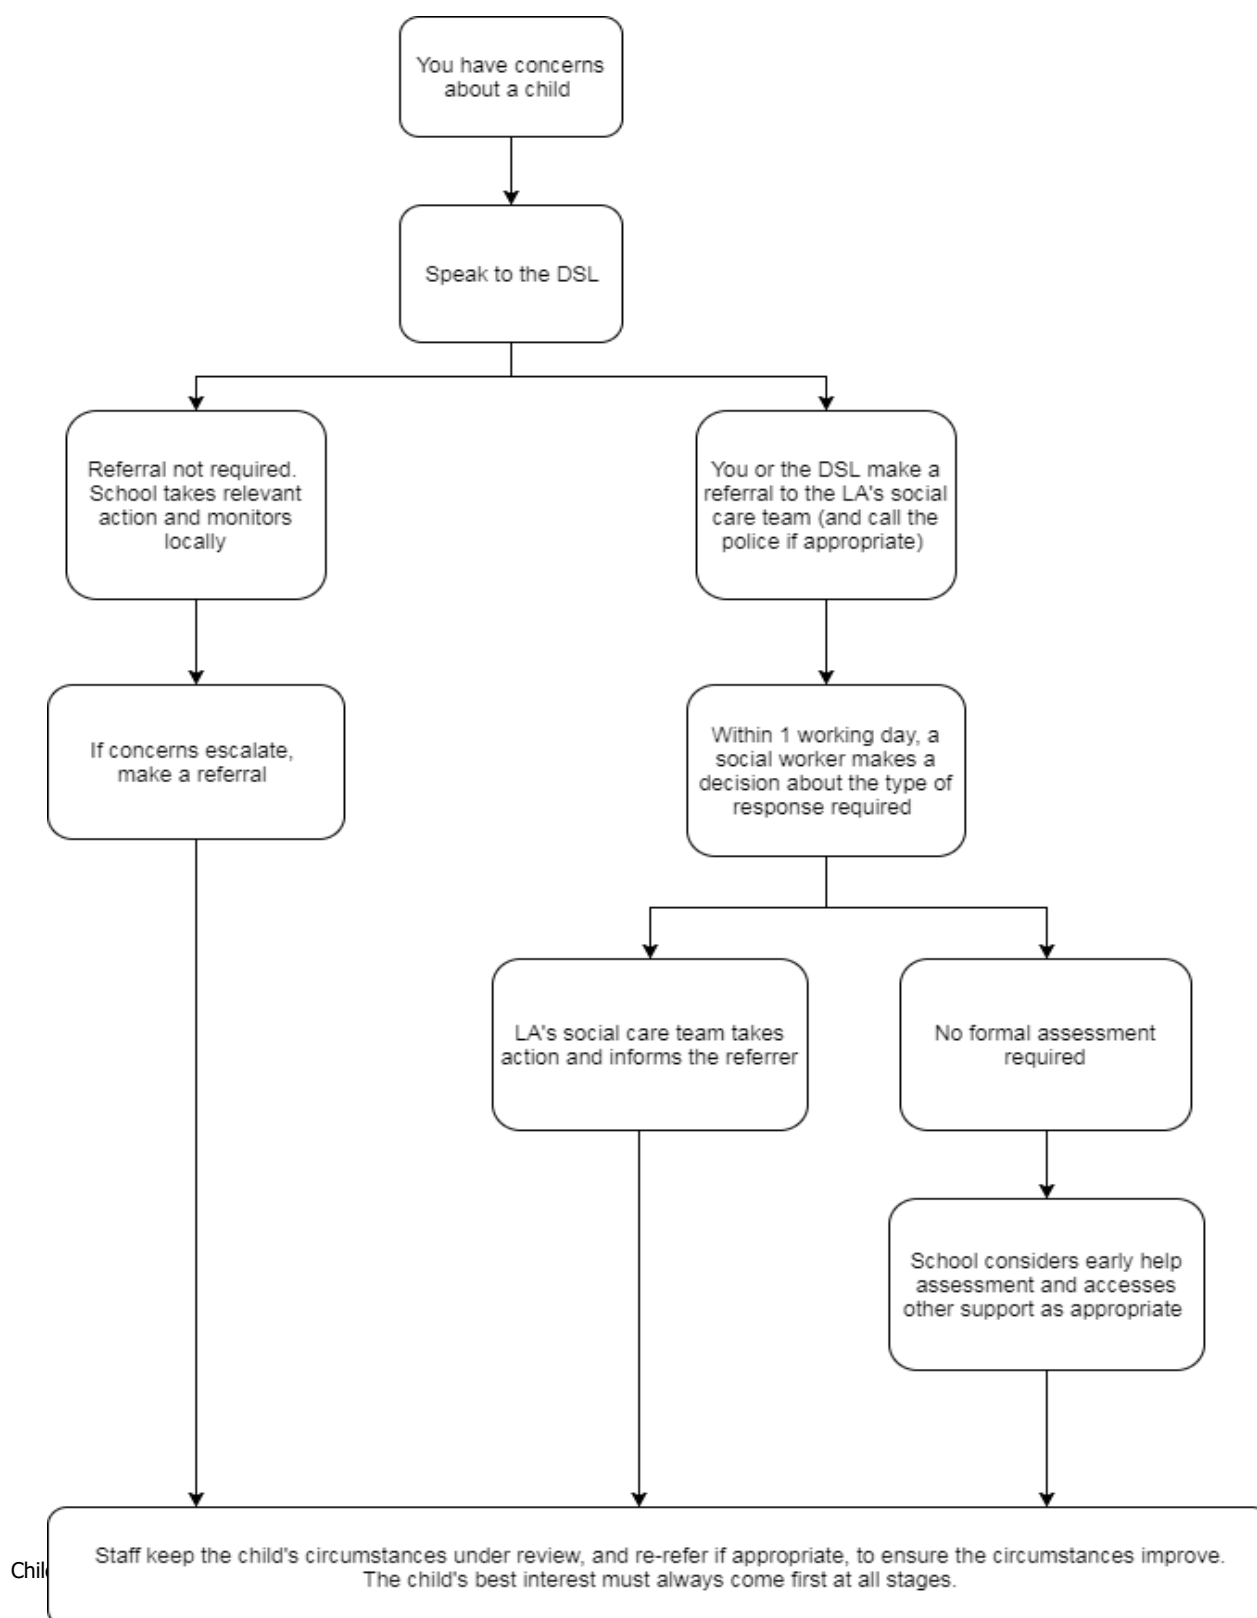 You have concerns
about a child
Speak to the DSL
Referral not required.
School takes relevant
action and monitors
locally
You or the DSL make a
referral to the LA's social
care team (and call the
police if appropriate)
If concerns escalate,
make a referral
Within 1 working day, a
social worker makes a
decision about the type of
response required
LA's social care team takes
action and informs the referrer
No formal assessment
required
School considers early help
assessment and accesses
other support as appropriate
Staff keep the child's circumstances under review, and re-refer if appropriate, to ensure the circumstances improve.
The child's best interest must always come first at all stages.